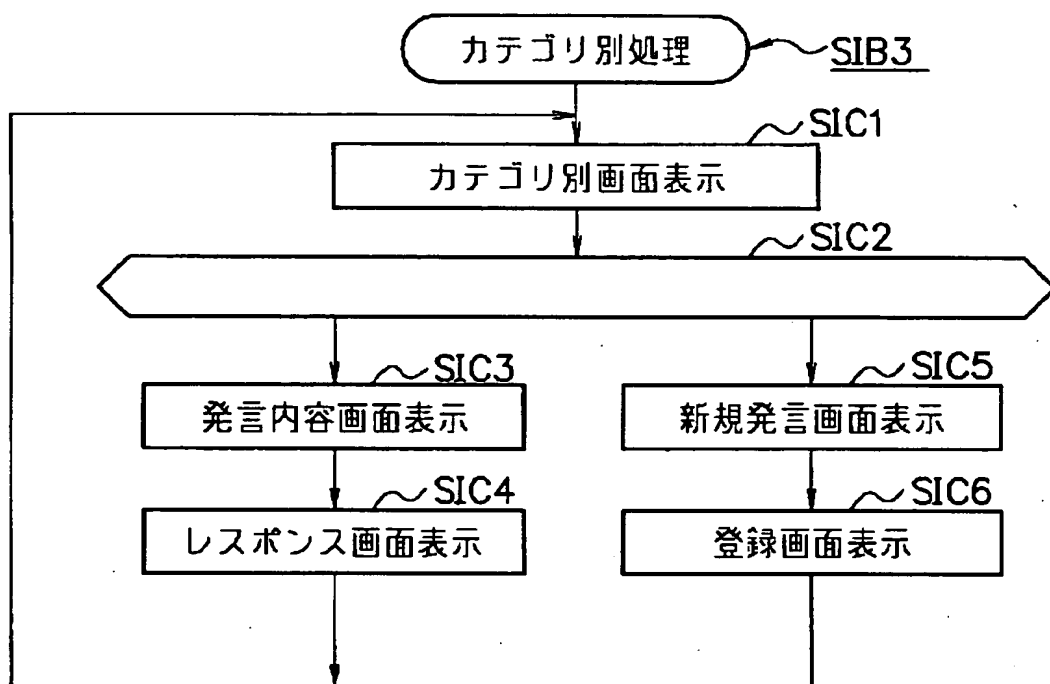 カテゴリ別処理
SIB3
SIC1
カテゴリ別画面表示
SIC2
SIC3
発言内容画面表示
SIC5
新規発言画面表示
SIC4
レスポンス画面表示
SIC6
登録画面表示